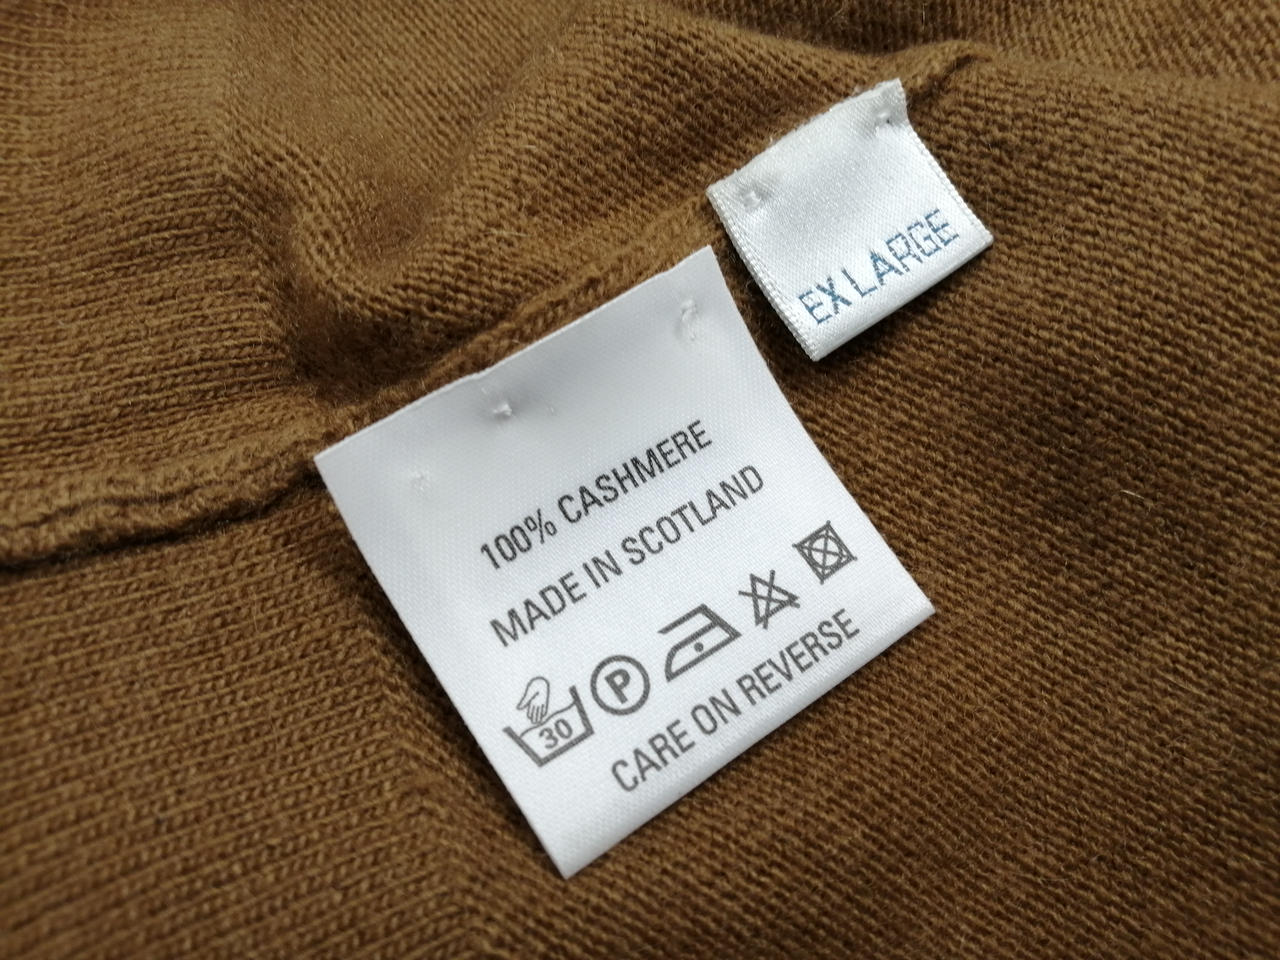 EX LARGE
100% CASHMERE
MADE IN SCOTLAND
30 P
CARE ON REVERSE